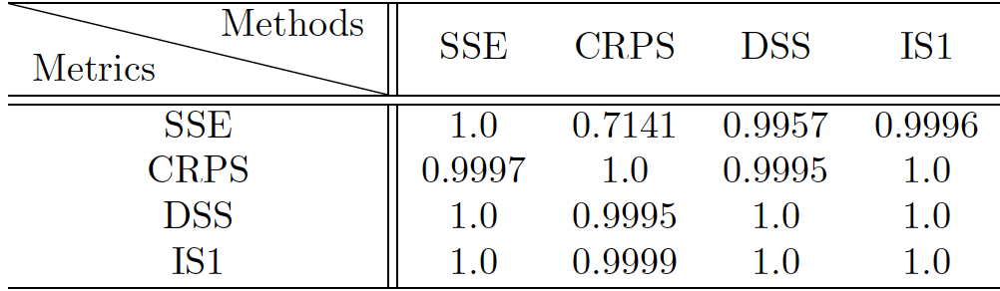 Methods
Metrics
SSE CRPS DSS IS1
SSE 1.0 0.7141 0.9957 0.9996
CRPS 0.9997 1.0 0.9995 1.0
DSS 1.0 0.9995 1.0 1.0
IS1 1.0 0.9999 1.0 1.0